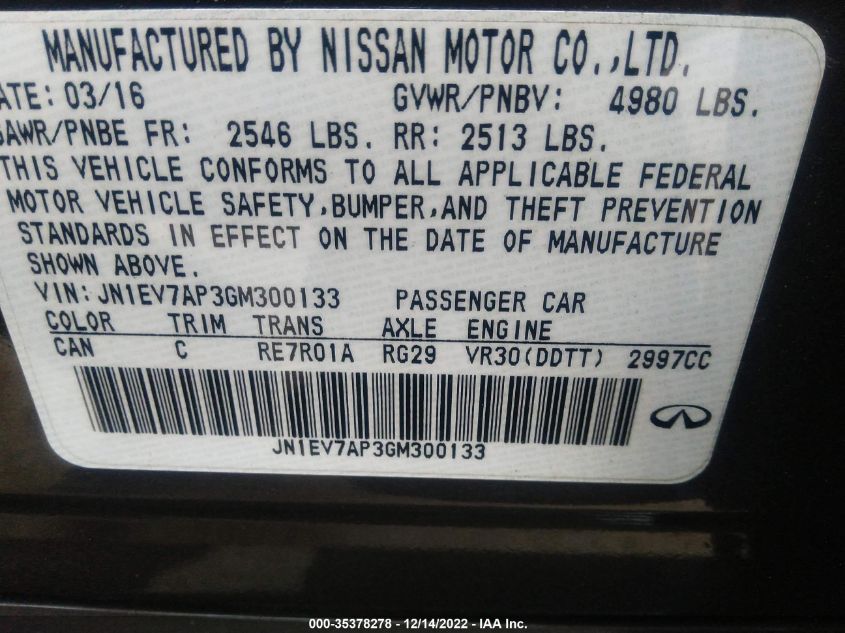 MANUFACTURED BY NISSAN MOTOR CO.,LTD.
ATE: 03/16 GVWR/PNBV: 4980 LBS.
GAWR/PNBE FR: 2546 LBS. RR: 2513 LBS.
THIS VEHICLE CONFORMS TO ALL APPLICABLE FEDERAL
MOTOR VEHICLE SAFETY,BUMPER,AND THEFT PREVENTION
STANDARDS IN EFFECT ON THE DATE OF MANUFACTURE
SHOWN ABOVE.
VIN: JN1EV7AP3GM300133 PASSENGER CAR
COLOR TRIM TRANS AXLE ENGINE
CAN C RE7R01A RG29 VR30(DDTT) 2997CC
JN1EV7AP3GM300133
000-35378278 - 12/14/2022 - IAA Inc.